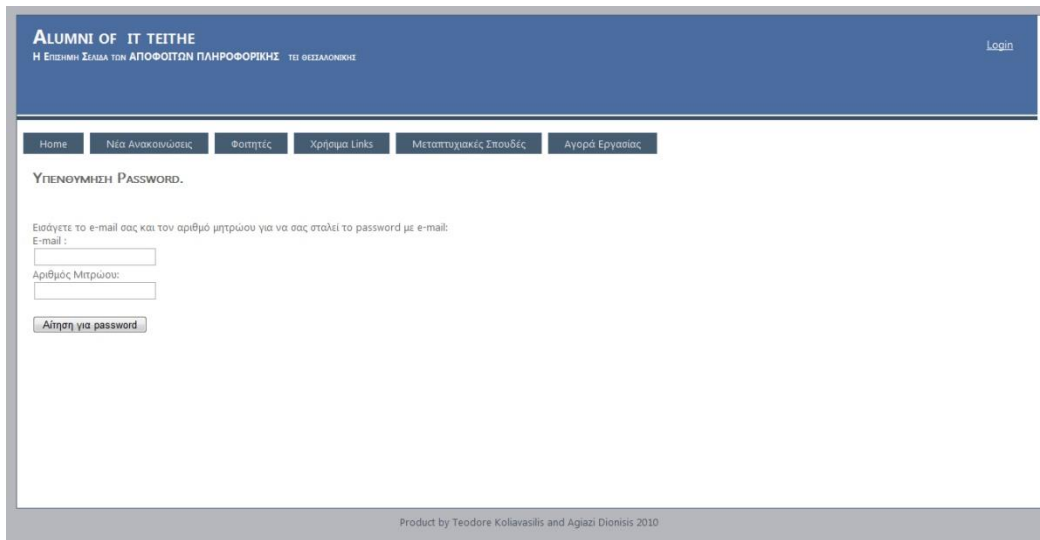 ALUMNI OF IT TEITHE
Η ΕΠΙΣΗΜΗ ΣΕΛΙΔΑ ΤΩΝ ΑΠΟΦΟΙΤΩΝ ΠΛΗΡΟΦΟΡΙΚΗΣ ΤΕΙ ΘΕΣΣΑΛΟΝΙΚΗΣ
Login
Home Νέα Ανακοινώσεις Φοιτητές Χρήσιμα Links Μεταπτυχιακές Σπουδές Αγορά Εργασίας
ΥΠΕΝΘΥΜΗΣΗ PASSWORD.
Εισάγετε το e-mail σας και τον αριθμό μητρώου για να σας σταλεί το password με e-mail:
E-mail :
Αριθμός Μιτρώου:
Αίτηση για password
Product by Teodore Koliavasilis and Agiazi Dionisis 2010